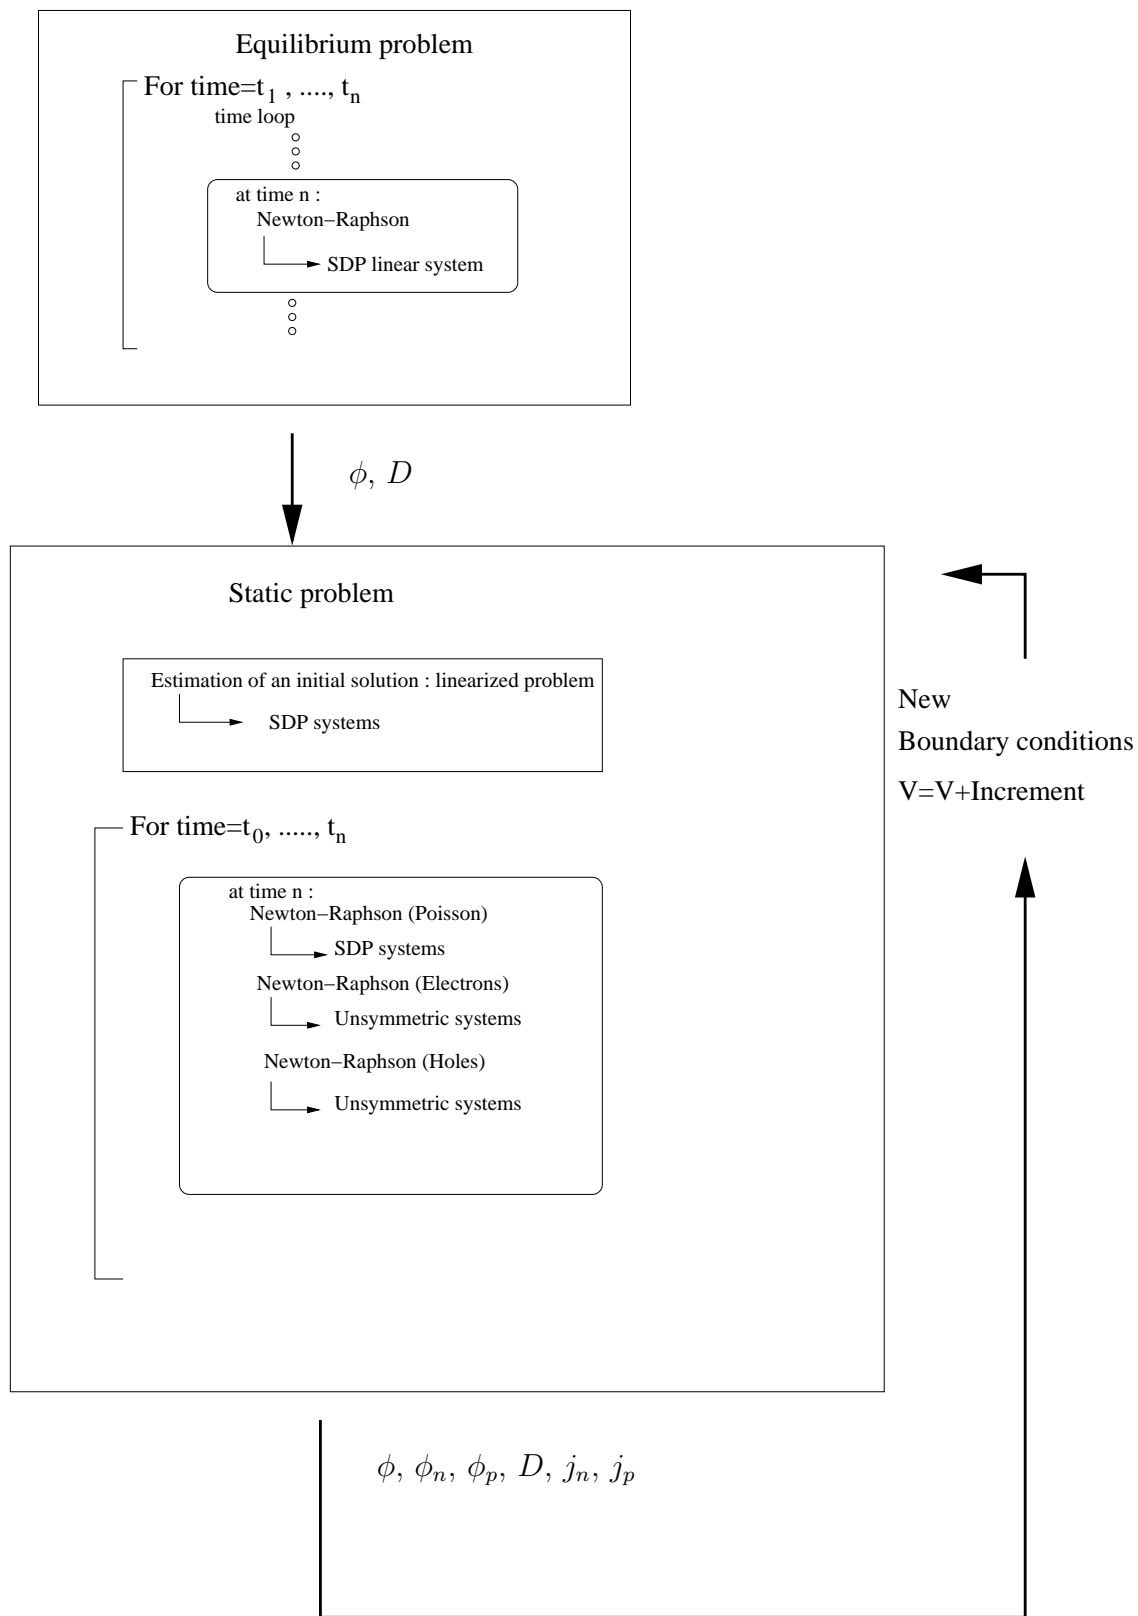 Equilibrium problem
For time=t₁ , ...., tₙ
time loop
at time n :
Newton−Raphson
SDP linear system
ϕ, D
Static problem
Estimation of an initial solution : linearized problem
SDP systems
New
Boundary conditions
V=V+Increment
For time=t₀, ....., tₙ
at time n :
Newton−Raphson (Poisson)
SDP systems
Newton−Raphson (Electrons)
Unsymmetric systems
Newton−Raphson (Holes)
Unsymmetric systems
ϕ, ϕₙ, ϕₚ, D, jₙ, jₚ